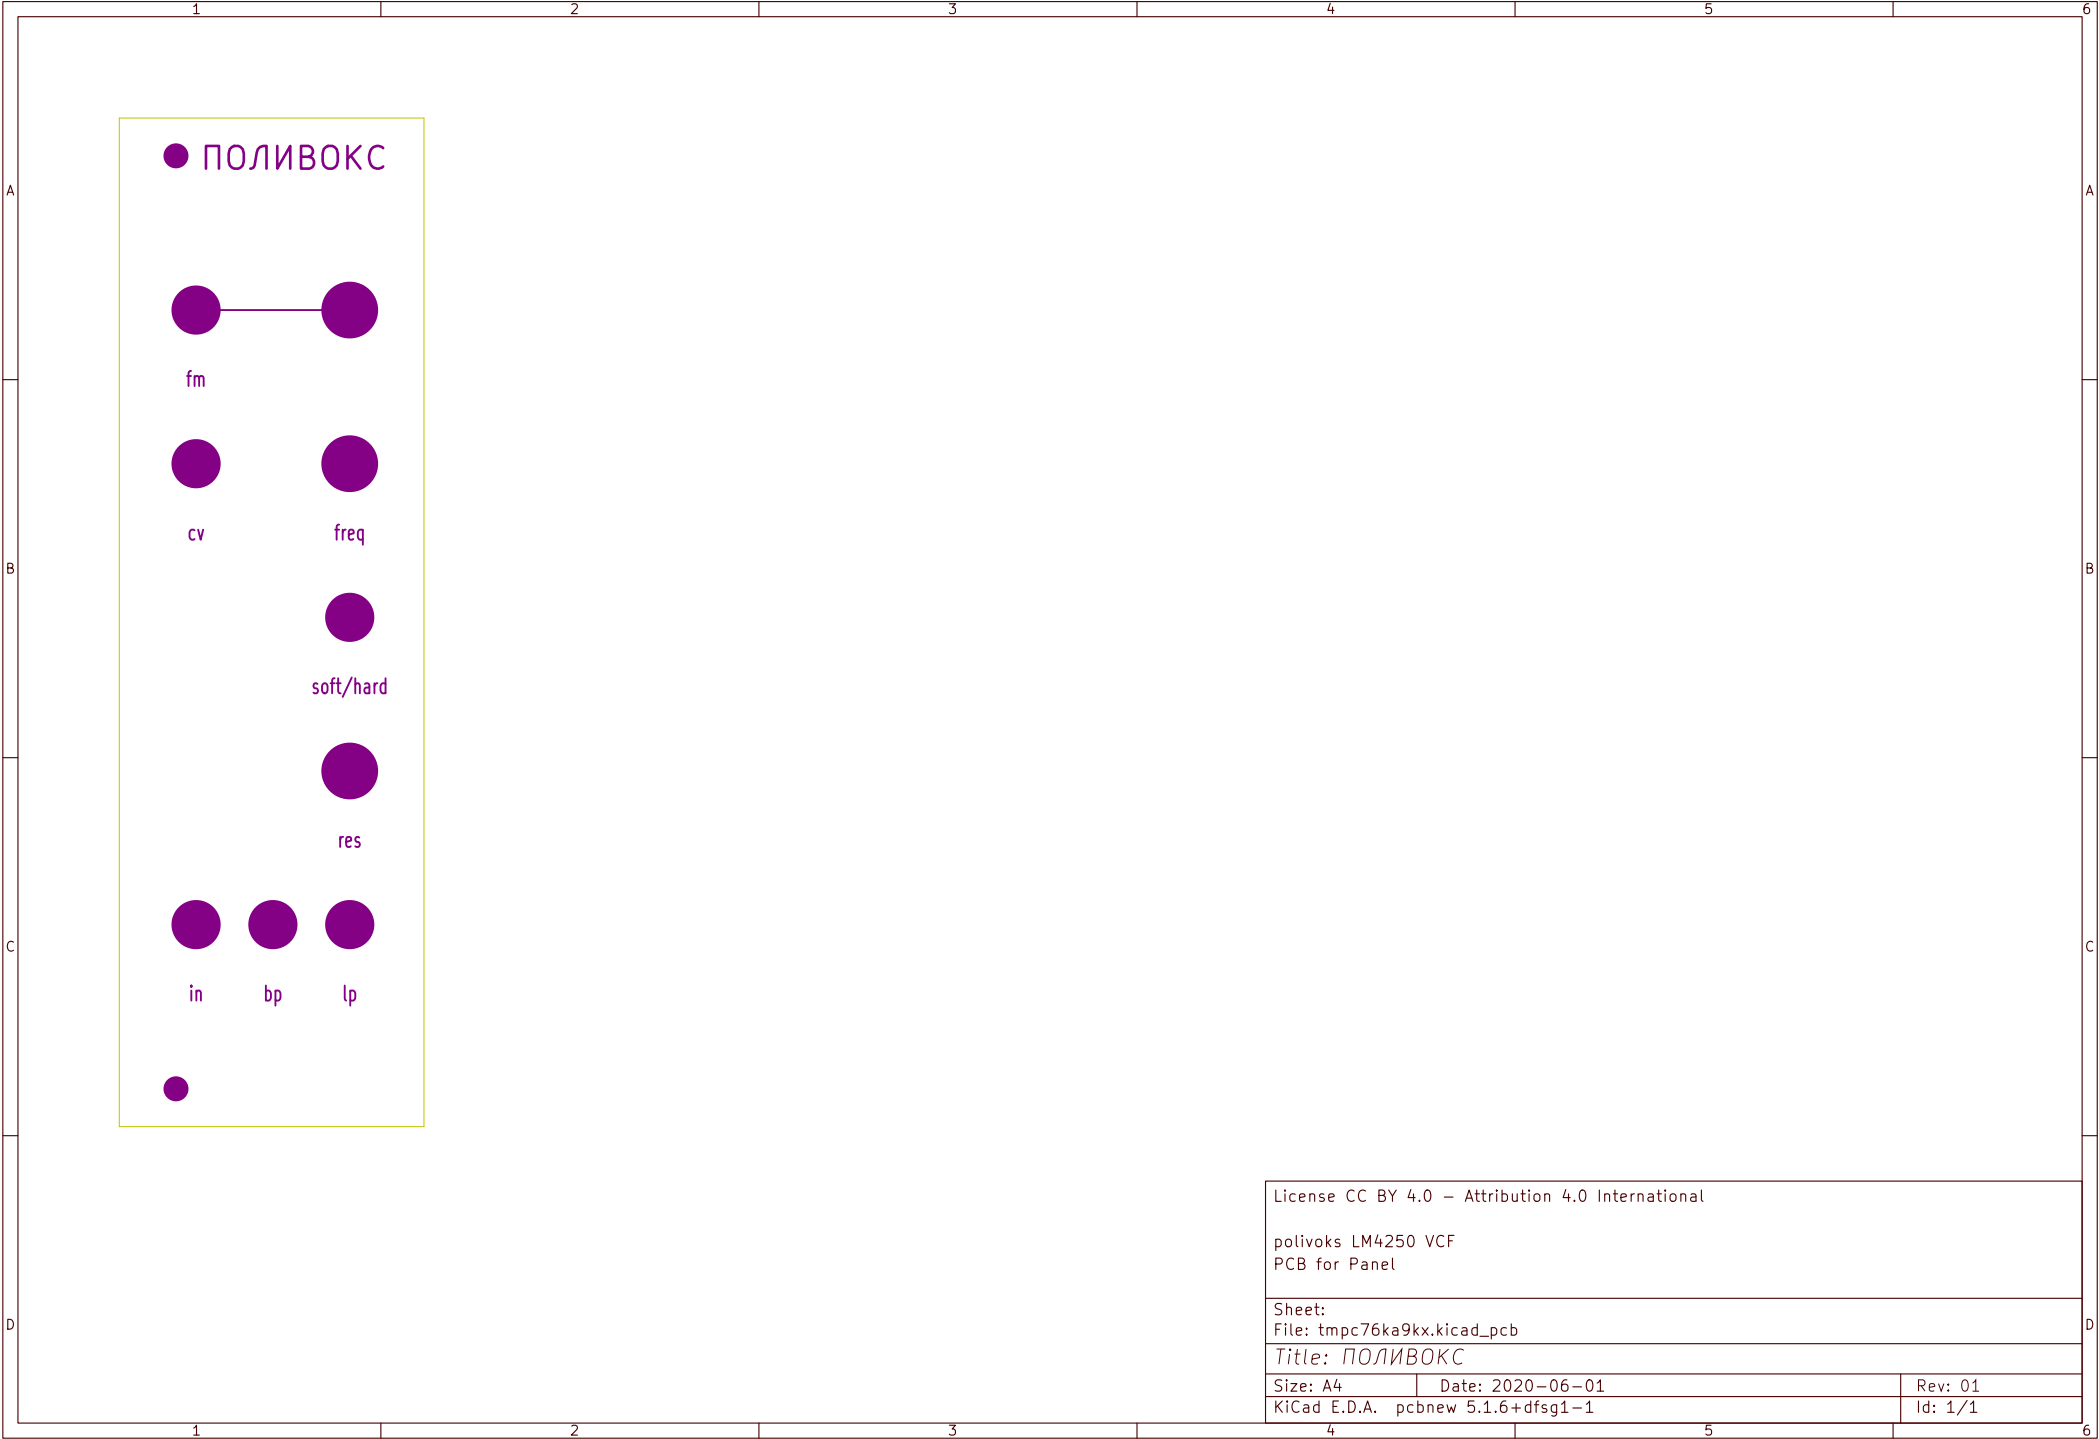 1 2 3 4 5 6
A A
ПОЛИВОКС
fm
cv freq
B B
soft/hard
res
C C
in bp lp
License CC BY 4.0 – Attribution 4.0 International
polivoks LM4250 VCF
PCB for Panel
Sheet:
File: tmpc76ka9kx.kicad_pcb
D D
Title: ПОЛИВОКС
Size: A4 Date: 2020-06-01 Rev: 01
KiCad E.D.A. pcbnew 5.1.6+dfsg1-1 Id: 1/1
1 2 3 4 5 6